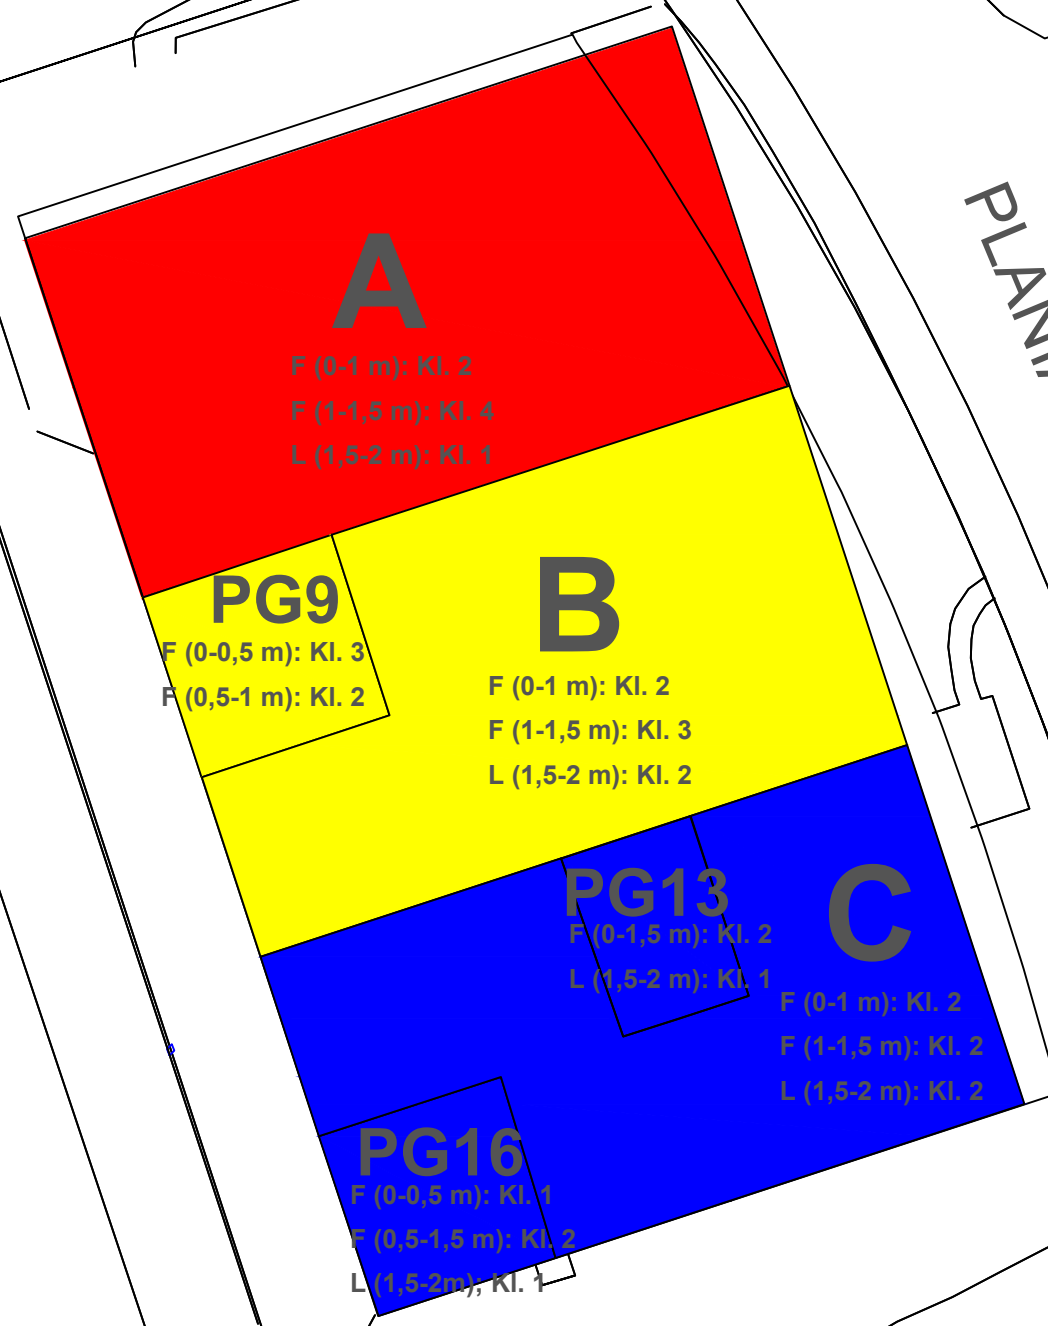 A
F (0-1 m): Kl. 2
F (1-1,5 m): Kl. 4
L (1,5-2 m): Kl. 1
PLANI
PG9
F (0-0,5 m): Kl. 3
F (0,5-1 m): Kl. 2
B
F (0-1 m): Kl. 2
F (1-1,5 m): Kl. 3
L (1,5-2 m): Kl. 2
PG13
F (0-1,5 m): Kl. 2
L (1,5-2 m): Kl. 1
C
F (0-1 m): Kl. 2
F (1-1,5 m): Kl. 2
L (1,5-2 m): Kl. 2
PG16
F (0-0,5 m): Kl. 1
F (0,5-1,5 m): Kl. 2
L (1,5-2m); Kl. 1